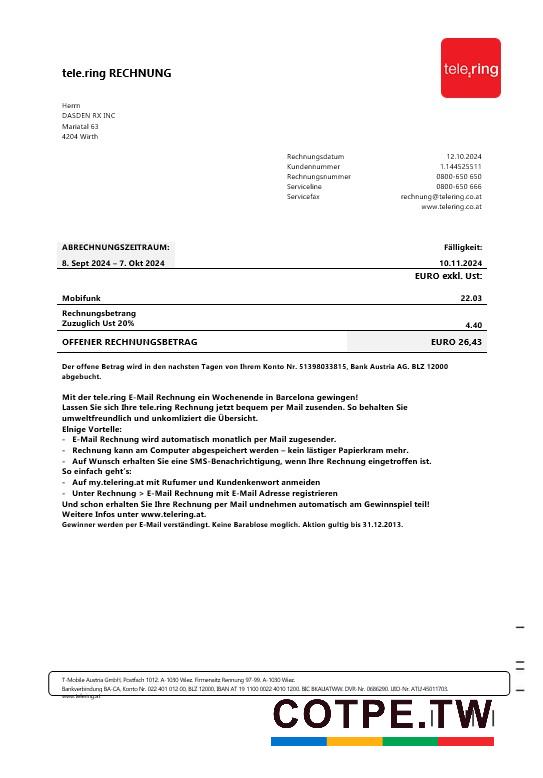 tele.ring
tele.ring RECHNUNG
Herrn
DASDEN RX INC
Mariatal 63
4204 Wirth
Rechnungsdatum 12.10.2024
Kundennummer 1.144525511
Rechnungsnummer 0800-650 650
Serviceline 0800-650 666
Servicefax rechnung@telering.co.at
www.telering.co.at
ABRECHNUNGSZEITRAUM: Fälligkeit:
8. Sept 2024 – 7. Okt 2024 10.11.2024
EURO exkl. Ust:
Mobifunk 22.03
Rechnungsbetrang
Zuzuglich Ust 20% 4.40
OFFENER RECHNUNGSBETRAG EURO 26,43
Der offene Betrag wird in den nachsten Tagen von Ihrem Konto Nr. 51398033815, Bank Austria AG. BLZ 12000
abgebucht.
Mit der tele.ring E-Mail Rechnung ein Wochenende in Barcelona gewingen!
Lassen Sie sich Ihre tele.ring Rechnung jetzt bequem per Mail zusenden. So behalten Sie
umweltfreundlich und unkomliziert die Übersicht.
Elnige Vortelle:
- E-Mail Rechnung wird automatisch monatlich per Mail zugesender.
- Rechnung kann am Computer abgespeichert werden – kein lästiger Papierkram mehr.
- Auf Wunsch erhalten Sie eine SMS-Benachrichtigung, wenn Ihre Rechnung eingetroffen ist.
So einfach geht's:
- Auf my.telering.at mit Rufumer und Kundenkenwort anmeiden
- Unter Rechnung > E-Mail Rechnung mit E-Mail Adresse registrieren
Und schon erhalten Sie Ihre Rechnung per Mail undnehmen automatisch am Gewinnspiel teil!
Weitere Infos unter www.telering.at.
Gewinner werden per E-Mail verständingt. Keine Barablose moglich. Aktion gultig bis 31.12.2013.
T-Mobile Austria GmbH, Postfach 1012. A-1030 Wiez. Firmensitz Rennung 97-99. A-1030 Wiez.
Bankverbindung BA-CA, Konto Nr. 022 401 012 00, BLZ 12000, IBAN AT 19 1100 0022 4010 1200. BIC BKAUATWW. DVR-Nr. 0686290. UID-Nr. ATU 45011703.
www.telering.at
COTPE.TW